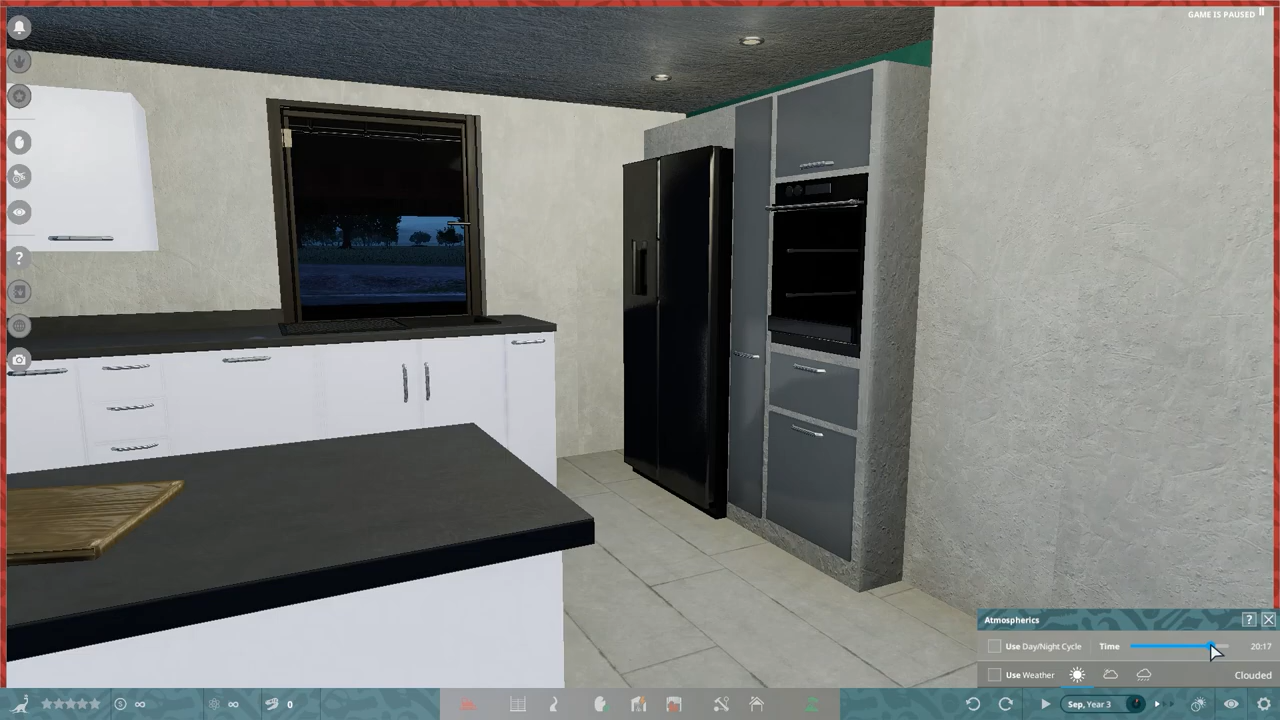 GAME IS PAUSED
?
Atmospherics
?
Use Day/Night Cycle
Time
20:17
Use Weather
Clouded
∞
∞
0
Sep, Year 3